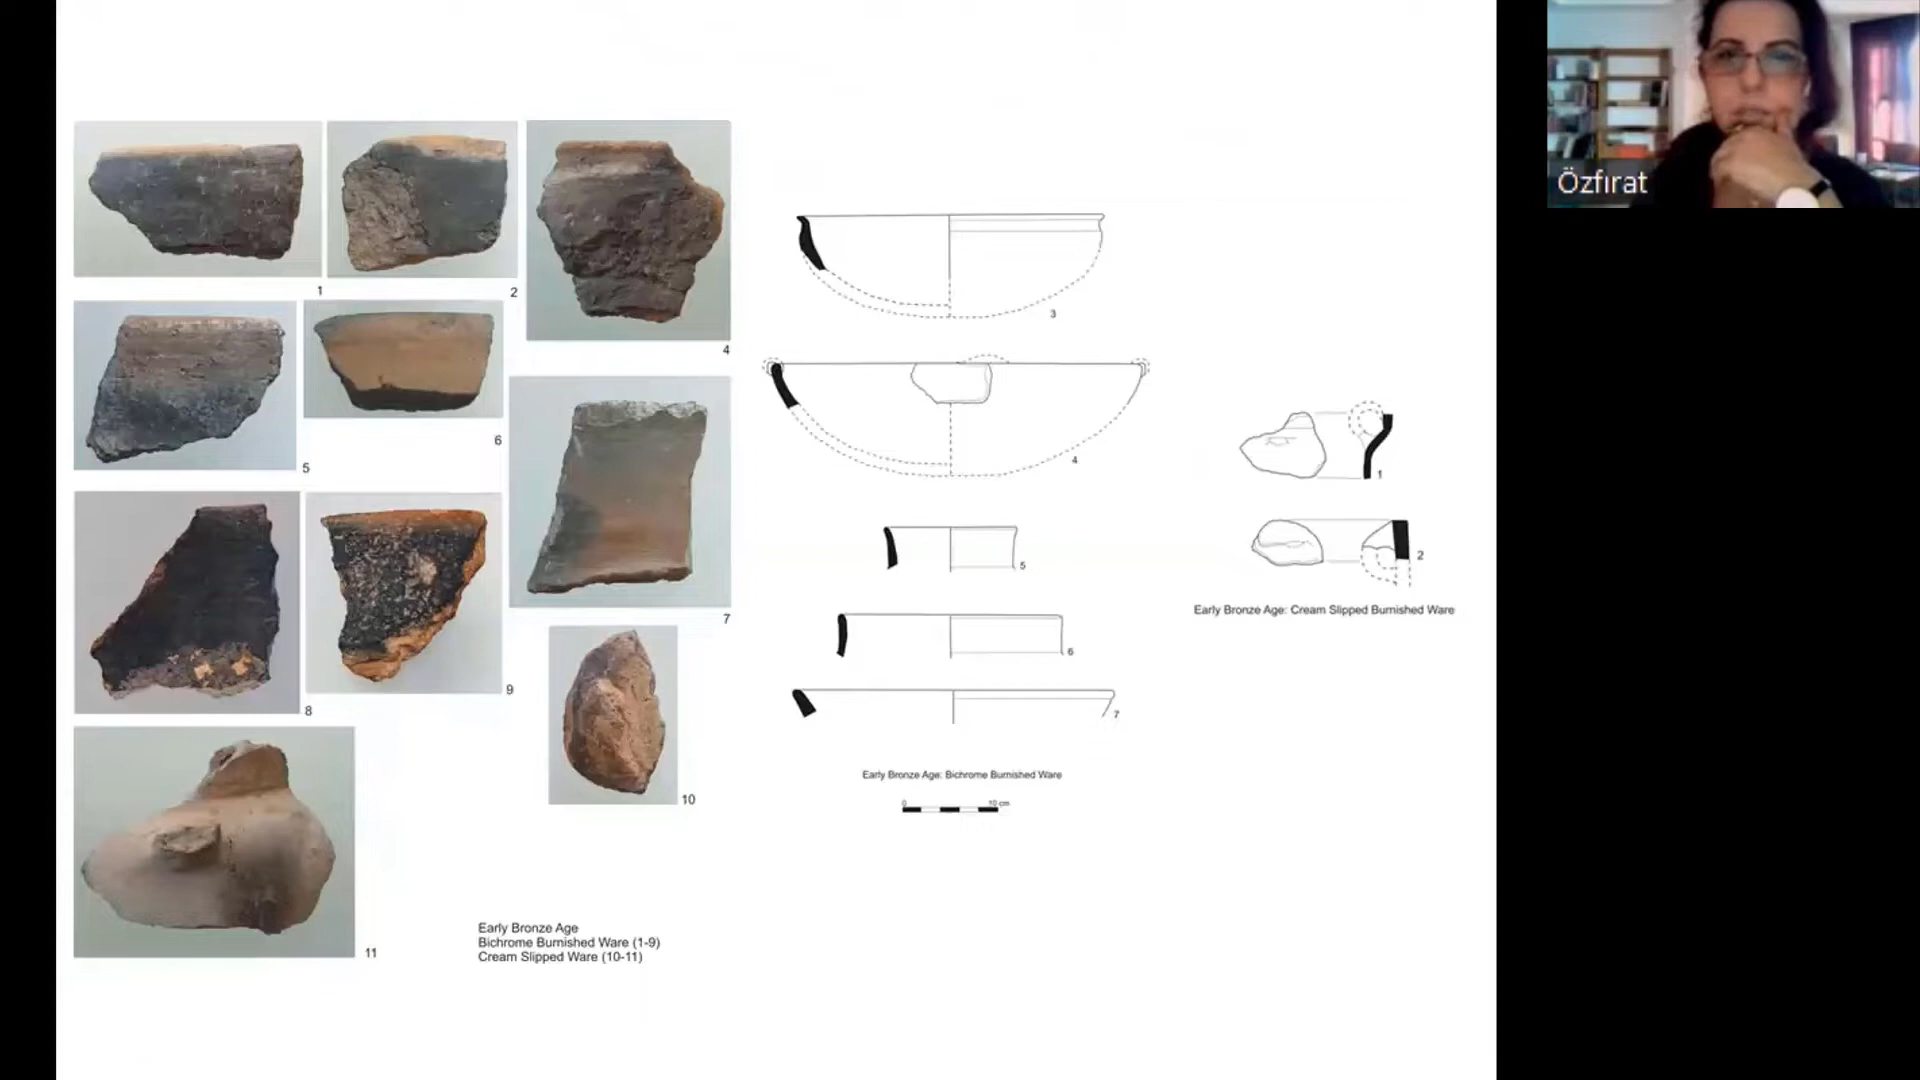 1
2
4
5
6
7
8
9
10
11
Early Bronze Age
Bichrome Burnished Ware (1-9)
Cream Slipped Ware (10-11)
3
4
5
6
7
Early Bronze Age: Bichrome Burnished Ware
0 10 cm
1
2
Early Bronze Age: Cream Slipped Burnished Ware
Özfırat